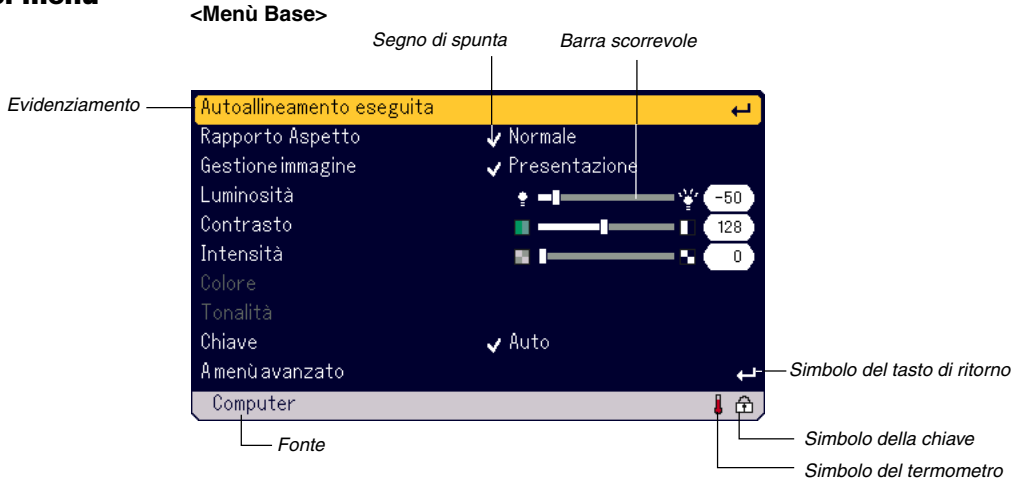 <Menù Base>
Segno di spunta
Barra scorrevole
Evidenziamento
Autoallineamento eseguita
Rapporto Aspetto
Normale
Gestione immagine
Presentazione
Luminosità
-50
Contrasto
128
Intensità
0
Colore
Tonalità
Chiave
Auto
A menù avanzato
Simbolo del tasto di ritorno
Computer
Fonte
Simbolo della chiave
Simbolo del termometro